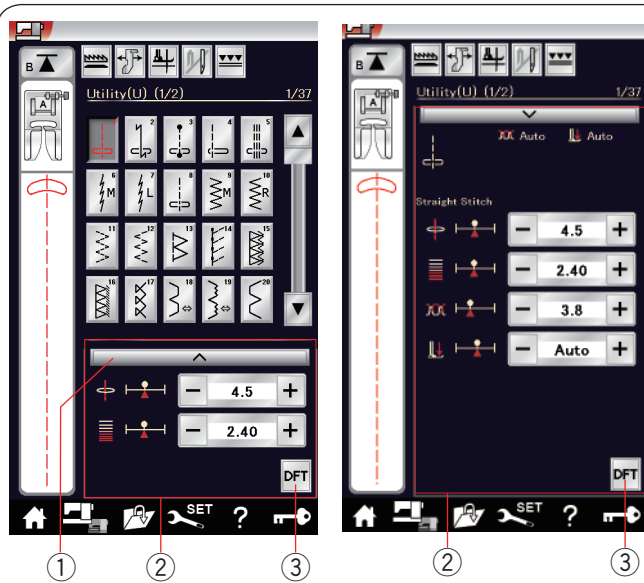 B
A
Utility(U) (1/2) 1/37
2 3 4 5
6 M 7 L 8 9 M 10 R
11 12 13 14 15
16 17 18 19 20
− 4.5 +
− 2.40 +
DFT
SET ?
1 2 3
B
A
Utility(U) (1/2) 1/37
Auto Auto
Straight Stitch
− 4.5 +
− 2.40 +
− 3.8 +
− Auto +
DFT
SET ?
2 3